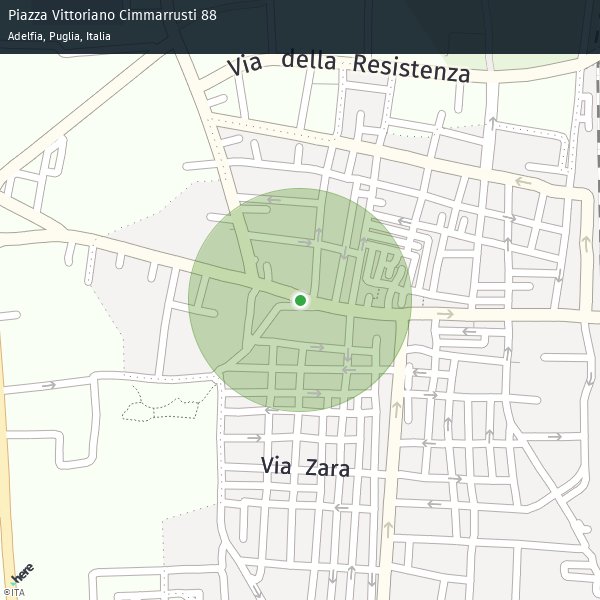 Piazza Vittoriano Cimmarrusti 88
Adelfia, Puglia, Italia
Via della Resistenza
Via Zara
here
©ITA